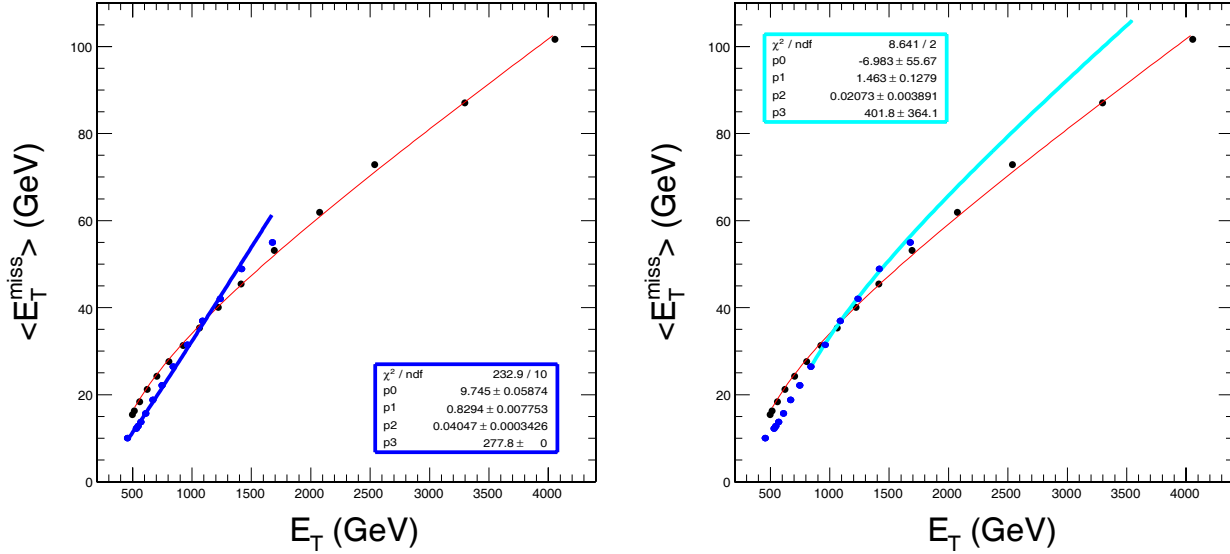 <E_T^miss> (GeV)
100
80
60
40
20
0
χ² / ndf 232.9 / 10
p0 9.745 ± 0.05874
p1 0.8294 ± 0.007753
p2 0.04047 ± 0.0003426
p3 277.8 ± 0
500 1000 1500 2000 2500 3000 3500 4000
E_T (GeV)
<E_T^miss> (GeV)
100
80
60
40
20
0
χ² / ndf 8.641 / 2
p0 -6.983 ± 55.67
p1 1.463 ± 0.1279
p2 0.02073 ± 0.003891
p3 401.8 ± 364.1
500 1000 1500 2000 2500 3000 3500 4000
E_T (GeV)